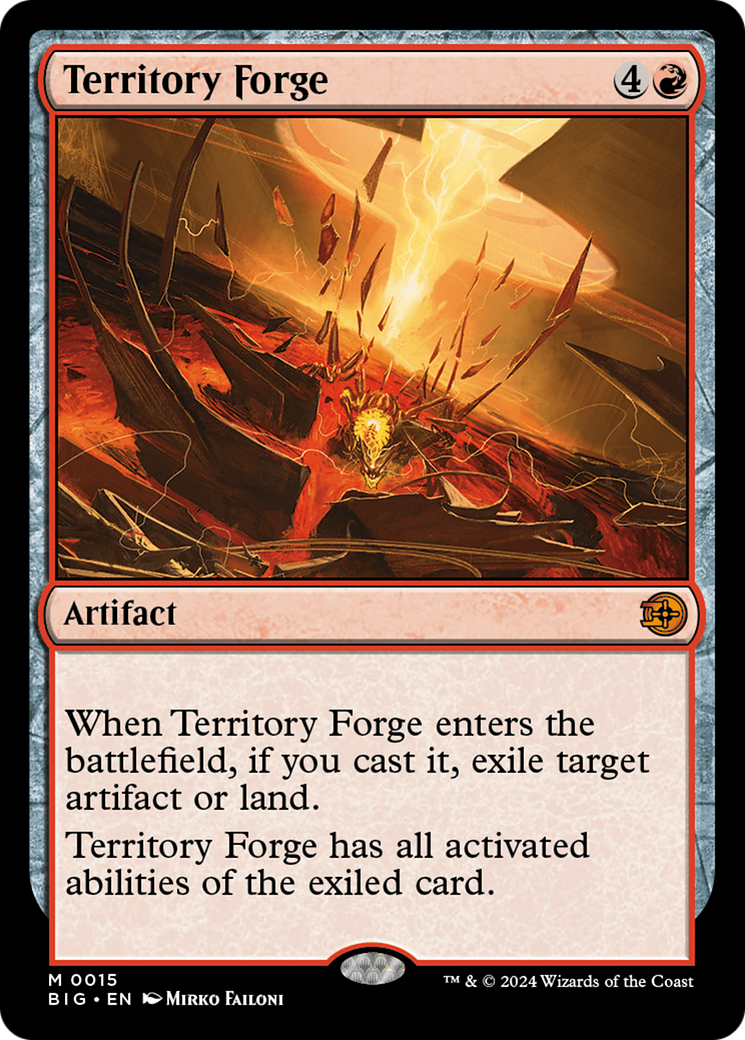 Territory Forge 4
Artifact
When Territory Forge enters the
battlefield, if you cast it, exile target
artifact or land.
Territory Forge has all activated
abilities of the exiled card.
M 0015
BIG • EN Mirko Failoni
™ & © 2024 Wizards of the Coast